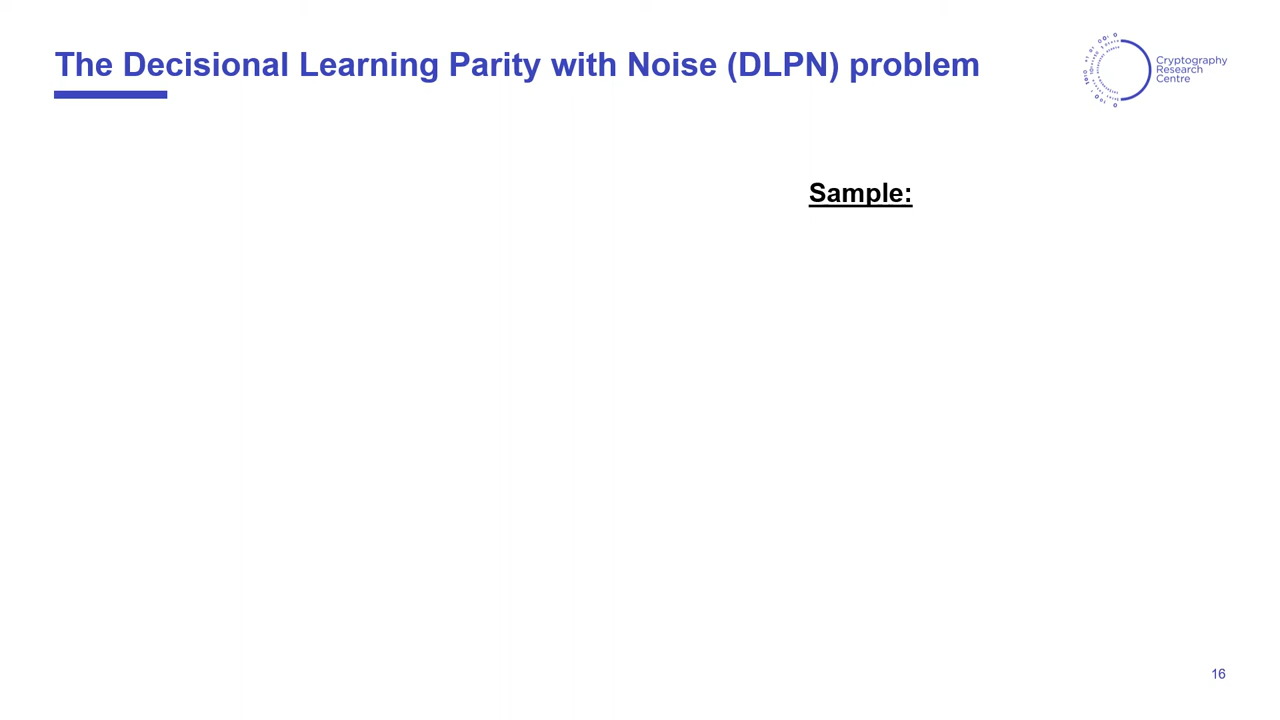 The Decisional Learning Parity with Noise (DLPN) problem
Cryptography
Research
Centre
Sample:
16